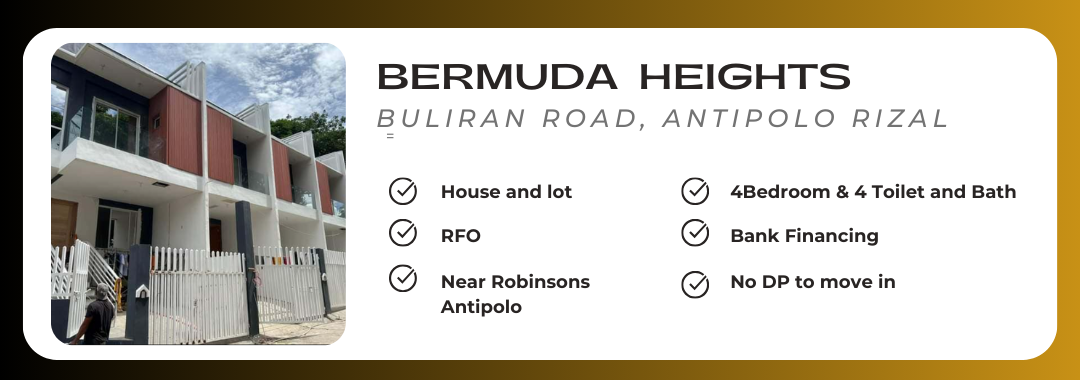 BERMUDA HEIGHTS
BULIRAN ROAD, ANTIPOLO RIZAL
=
House and lot
RFO
Near Robinsons
Antipolo
4Bedroom & 4 Toilet and Bath
Bank Financing
No DP to move in